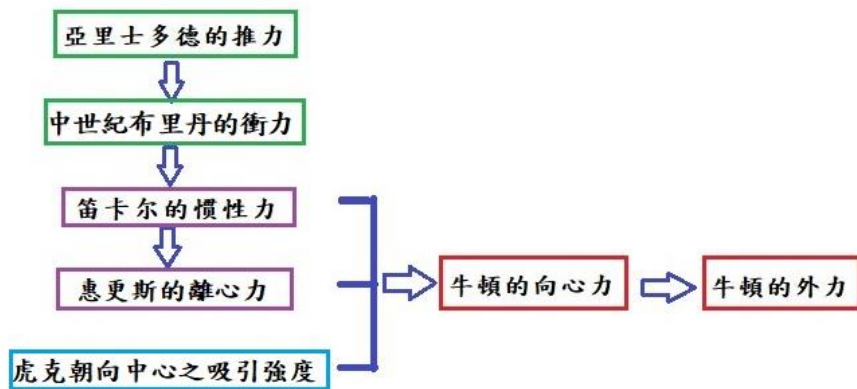 亞里士多德的推力
中世紀布里丹的衝力
笛卡尔的惯性力
惠更斯的離心力
牛頓的向心力
牛頓的外力
虎克朝向中心之吸引強度